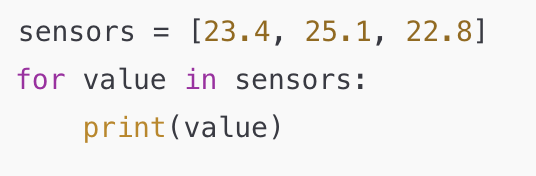 sensors = [23.4, 25.1, 22.8]
for value in sensors:
    print(value)